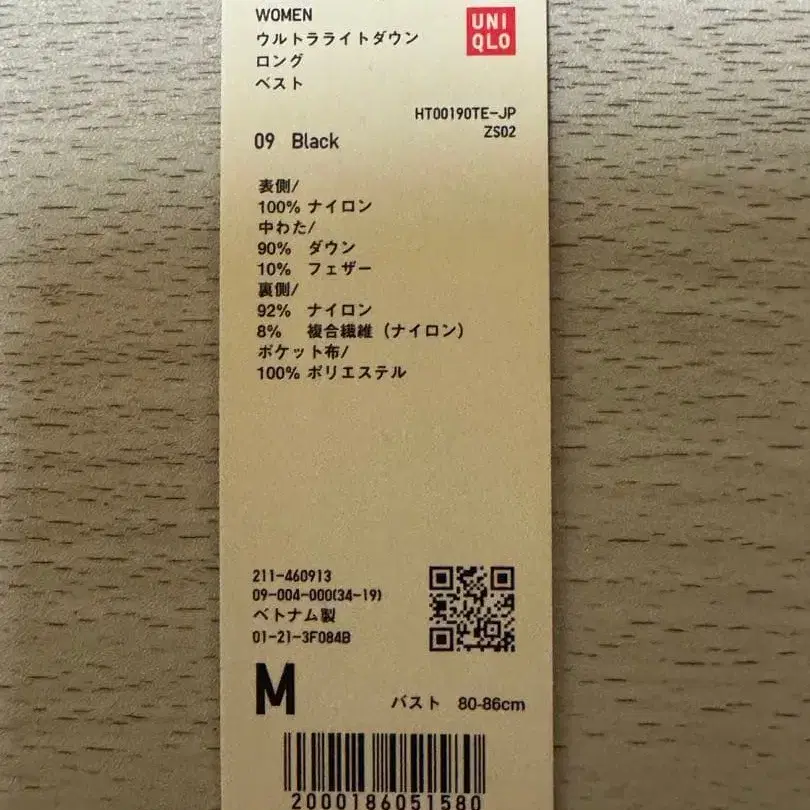 WOMEN
ウルトラライトダウン
ロング
ベスト
UNI
QLO
HT00190TE-JP
ZS02
09 Black
表側/
100% ナイロン
中わた/
90% ダウン
10% フェザー
裏側/
92% ナイロン
8% 複合繊維（ナイロン）
ポケット布/
100% ポリエステル
211-460913
09-004-000(34-19)
ベトナム製
01-21-3F084B
M
バスト 80-86cm
2000186051580